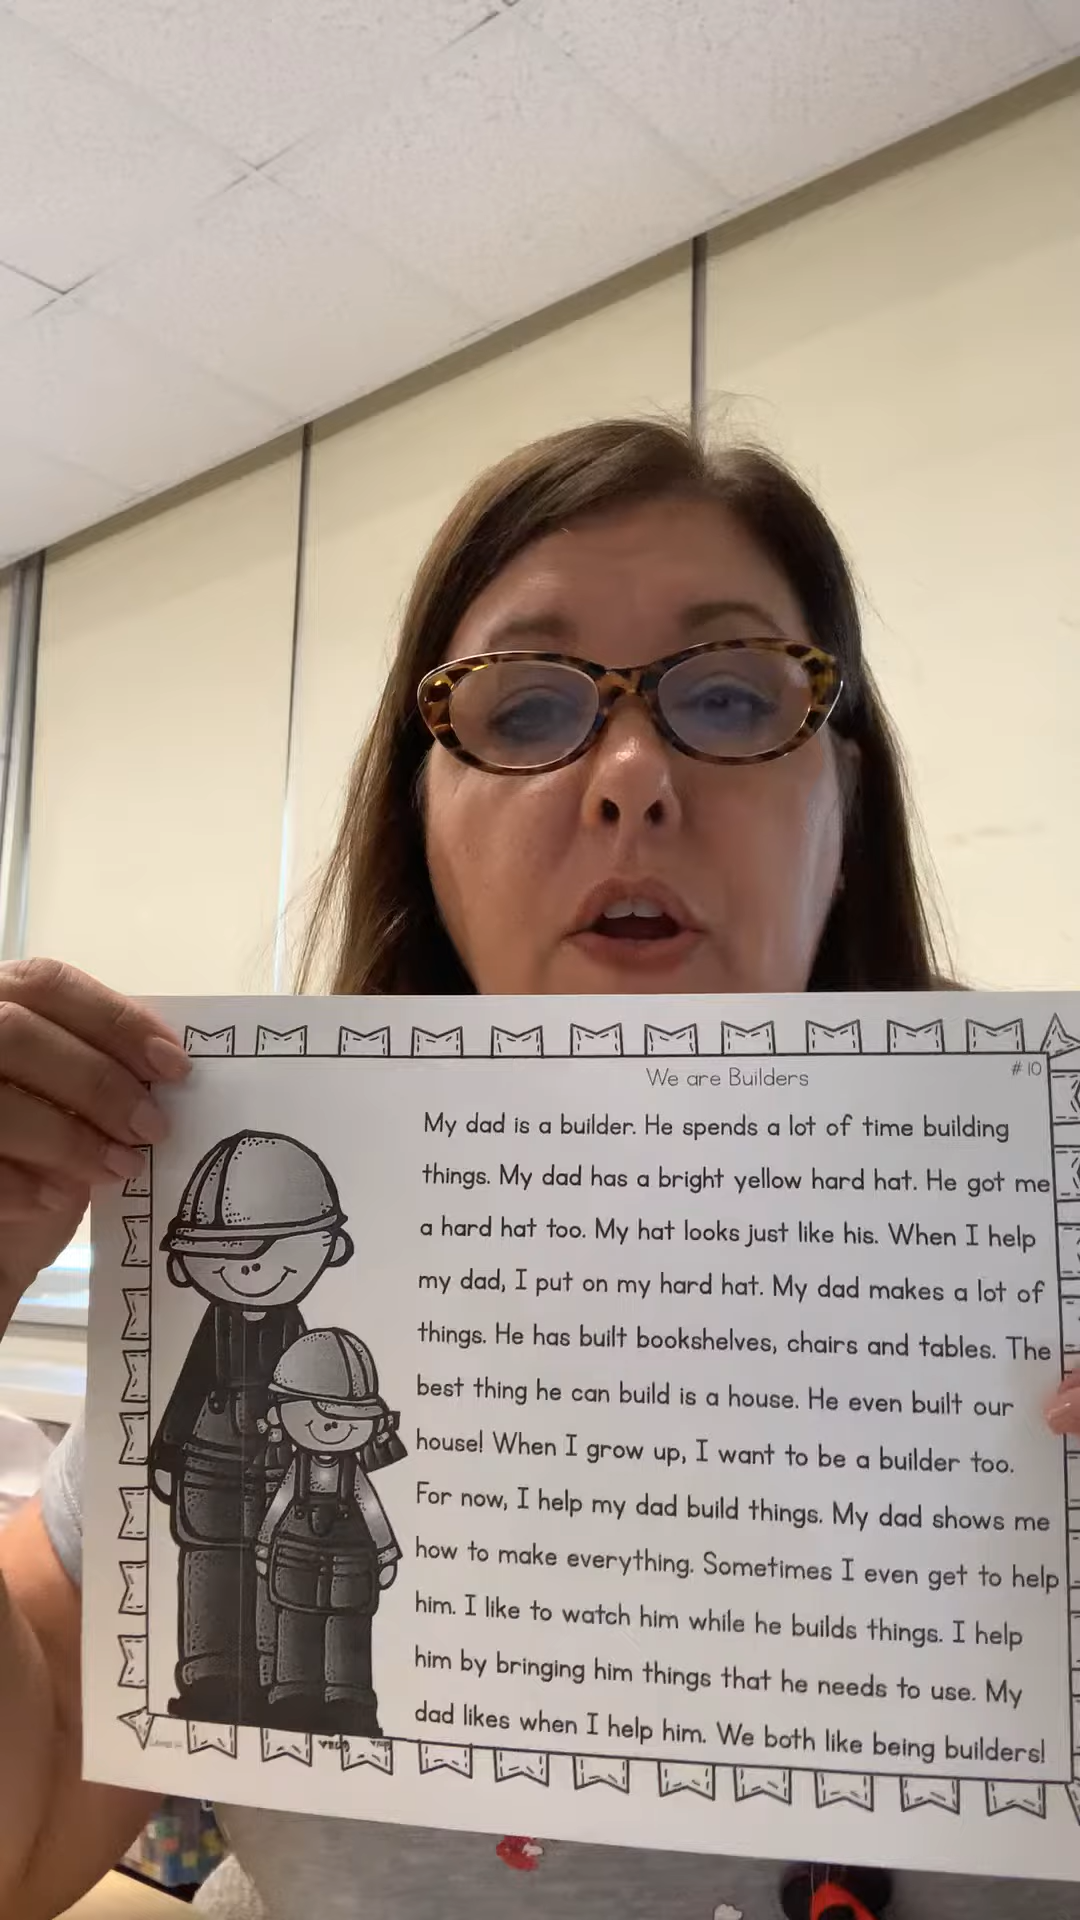 We are Builders
# 10
My dad is a builder. He spends a lot of time building
things. My dad has a bright yellow hard hat. He got me
a hard hat too. My hat looks just like his. When I help
my dad, I put on my hard hat. My dad makes a lot of
things. He has built bookshelves, chairs and tables. The
best thing he can build is a house. He even built our
house! When I grow up, I want to be a builder too.
For now, I help my dad build things. My dad shows me
how to make everything. Sometimes I even get to help
him. I like to watch him while he builds things. I help
him by bringing him things that he needs to use. My
dad likes when I help him. We both like being builders!